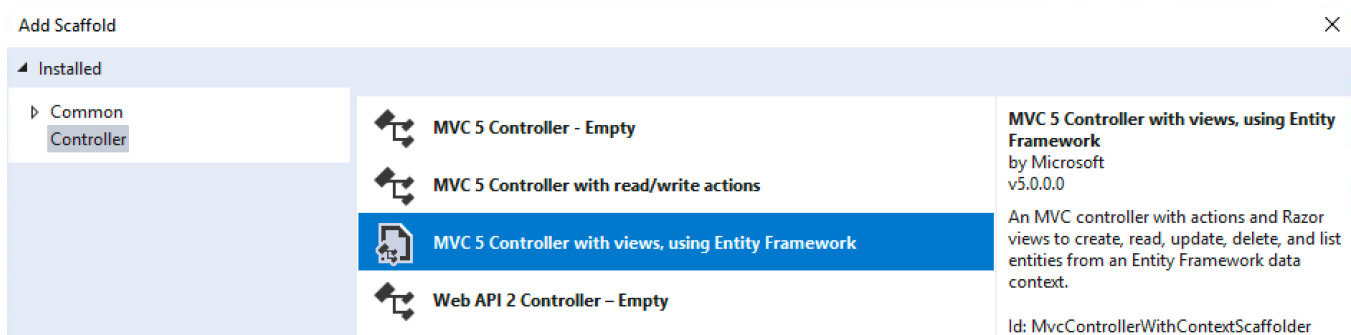 Add Scaffold
Installed
Common
Controller
MVC 5 Controller - Empty
MVC 5 Controller with read/write actions
MVC 5 Controller with views, using Entity Framework
Web API 2 Controller – Empty
MVC 5 Controller with views, using Entity
Framework
by Microsoft
v5.0.0.0
An MVC controller with actions and Razor
views to create, read, update, delete, and list
entities from an Entity Framework data
context.
Id: MvcControllerWithContextScaffolder